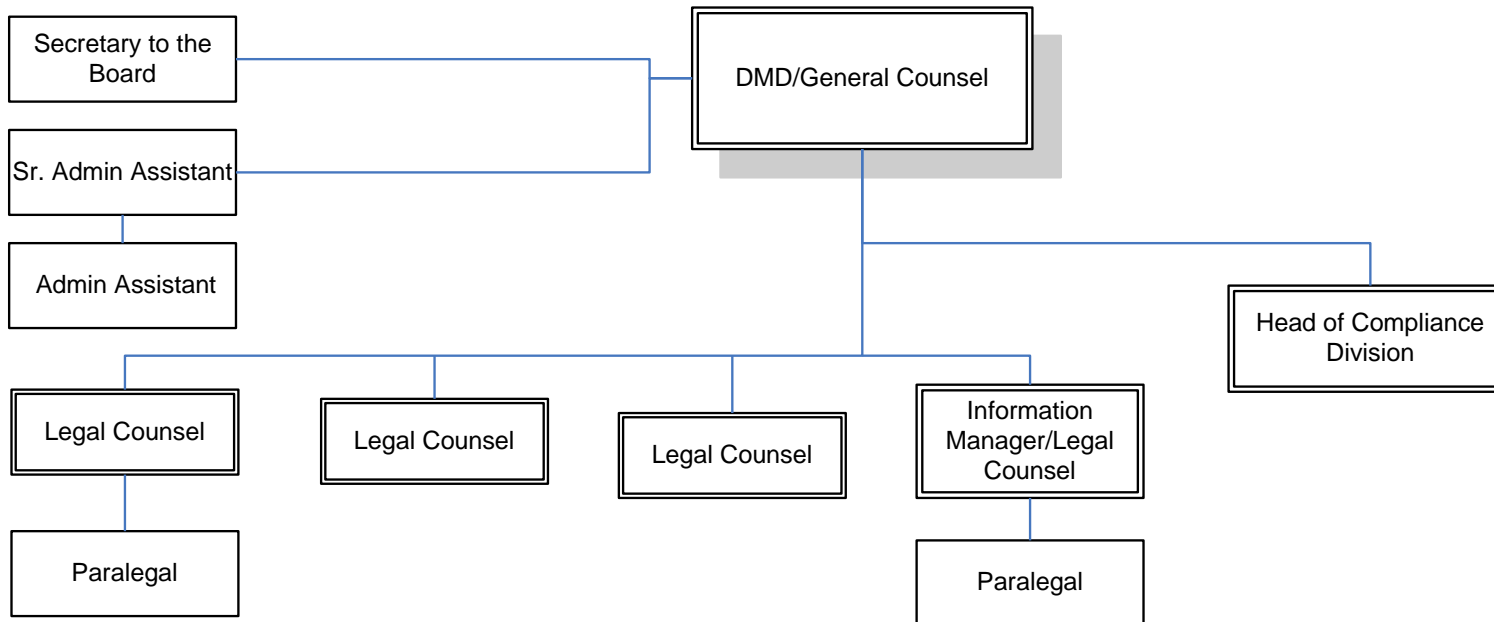 Secretary to the
Board
DMD/General Counsel
Sr. Admin Assistant
Admin Assistant
Head of Compliance
Division
Legal Counsel
Legal Counsel
Legal Counsel
Information
Manager/Legal
Counsel
Paralegal
Paralegal